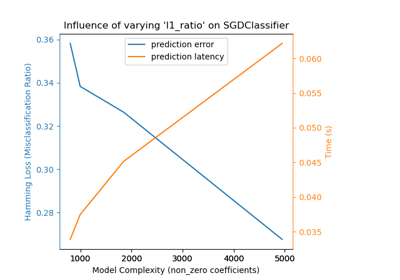 Influence of varying 'l1_ratio' on SGDClassifier
prediction error
prediction latency
0.36
0.34
0.32
0.30
0.28
Hamming Loss (Misclassification Ratio)
0.060
0.055
0.050
0.045
0.040
0.035
Time (s)
1000 2000 3000 4000 5000
Model Complexity (non_zero coefficients)